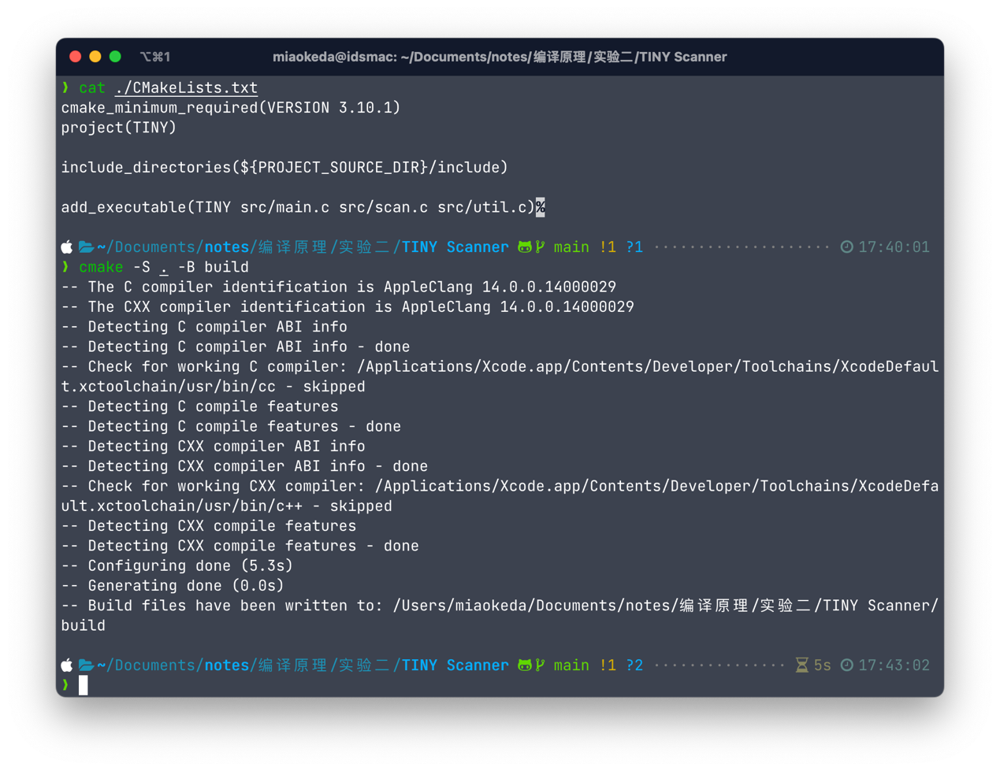 ⌥⌘1 miaokeda@idsmac: ~/Documents/notes/编译原理/实验二/TINY Scanner
❯ cat ./CMakeLists.txt
cmake_minimum_required(VERSION 3.10.1)
project(TINY)
include_directories(${PROJECT_SOURCE_DIR}/include)
add_executable(TINY src/main.c src/scan.c src/util.c)%
~/Documents/notes/编译原理/实验二/TINY Scanner main !1 ?1 ···················· 17:40:01
❯ cmake -S . -B build
-- The C compiler identification is AppleClang 14.0.0.14000029
-- The CXX compiler identification is AppleClang 14.0.0.14000029
-- Detecting C compiler ABI info
-- Detecting C compiler ABI info - done
-- Check for working C compiler: /Applications/Xcode.app/Contents/Developer/Toolchains/XcodeDefaul
t.xctoolchain/usr/bin/cc - skipped
-- Detecting C compile features
-- Detecting C compile features - done
-- Detecting CXX compiler ABI info
-- Detecting CXX compiler ABI info - done
-- Check for working CXX compiler: /Applications/Xcode.app/Contents/Developer/Toolchains/XcodeDefa
ult.xctoolchain/usr/bin/c++ - skipped
-- Detecting CXX compile features
-- Detecting CXX compile features - done
-- Configuring done (5.3s)
-- Generating done (0.0s)
-- Build files have been written to: /Users/miaokeda/Documents/notes/编译原理/实验二/TINY Scanner/
build
~/Documents/notes/编译原理/实验二/TINY Scanner main !1 ?2 ··············· 5s 17:43:02
❯